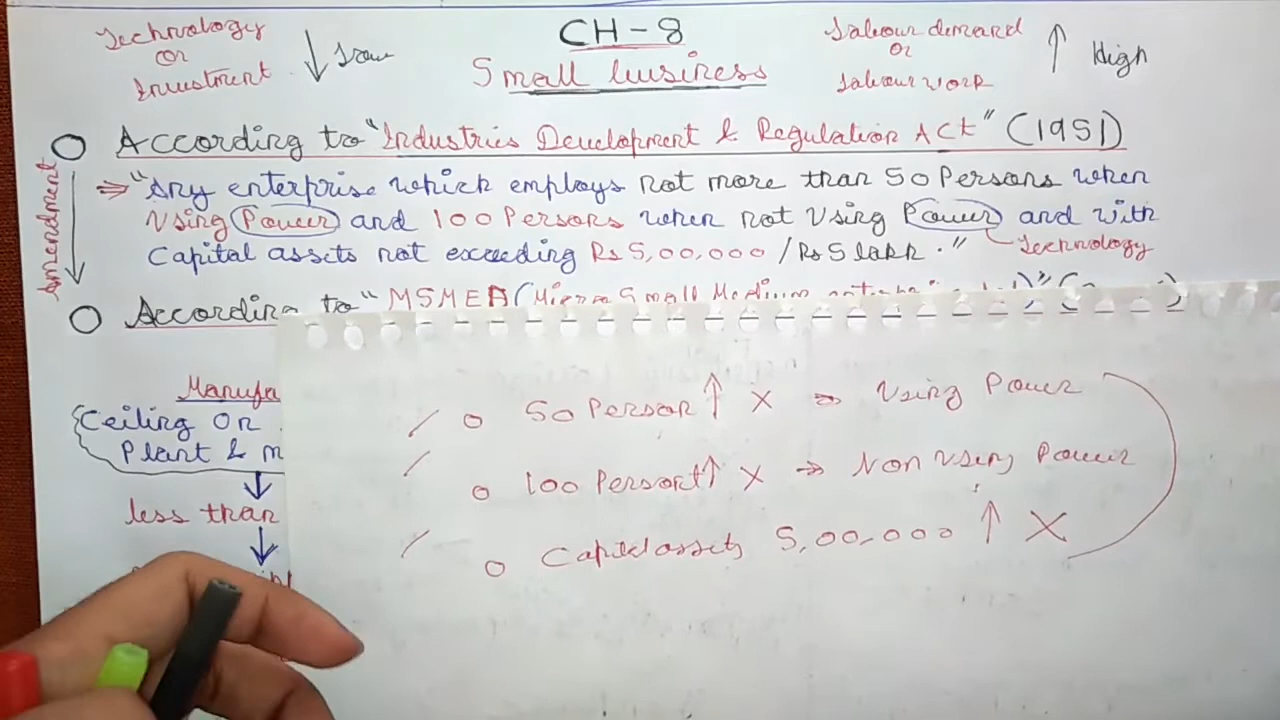 Technology
or
Investment
Low
CH-8
Small business
Labour demand
or
Labour work
High
According to "Industries Development & Regulation Act" (1951)
Amendment
"Any enterprise which employs not more than 50 Persons when
Using Power and 100 Persons when not Using Power and with
Capital assets not exceeding Rs 5,00,000 / Rs 5 lakh."
Technology
According to "MSMED (Micro Small Medium
Manufa
Ceiling On
Plant & m
less than
50 Person ↑ X ⇒ Using Power
100 Person ↑ X ⇒ Non Using Power
Capital assets 5,00,000 ↑ X